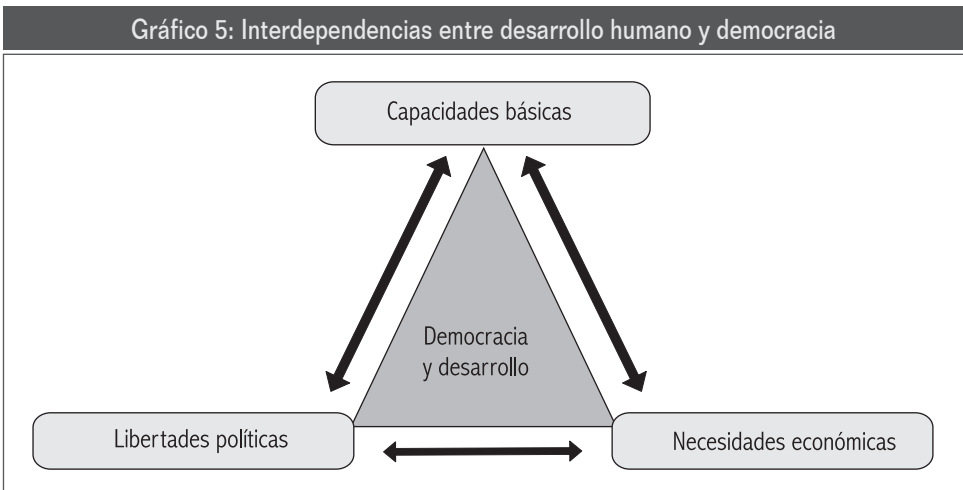 Gráfico 5: Interdependencias entre desarrollo humano y democracia
Capacidades básicas
Democracia
y desarrollo
Libertades políticas
Necesidades económicas